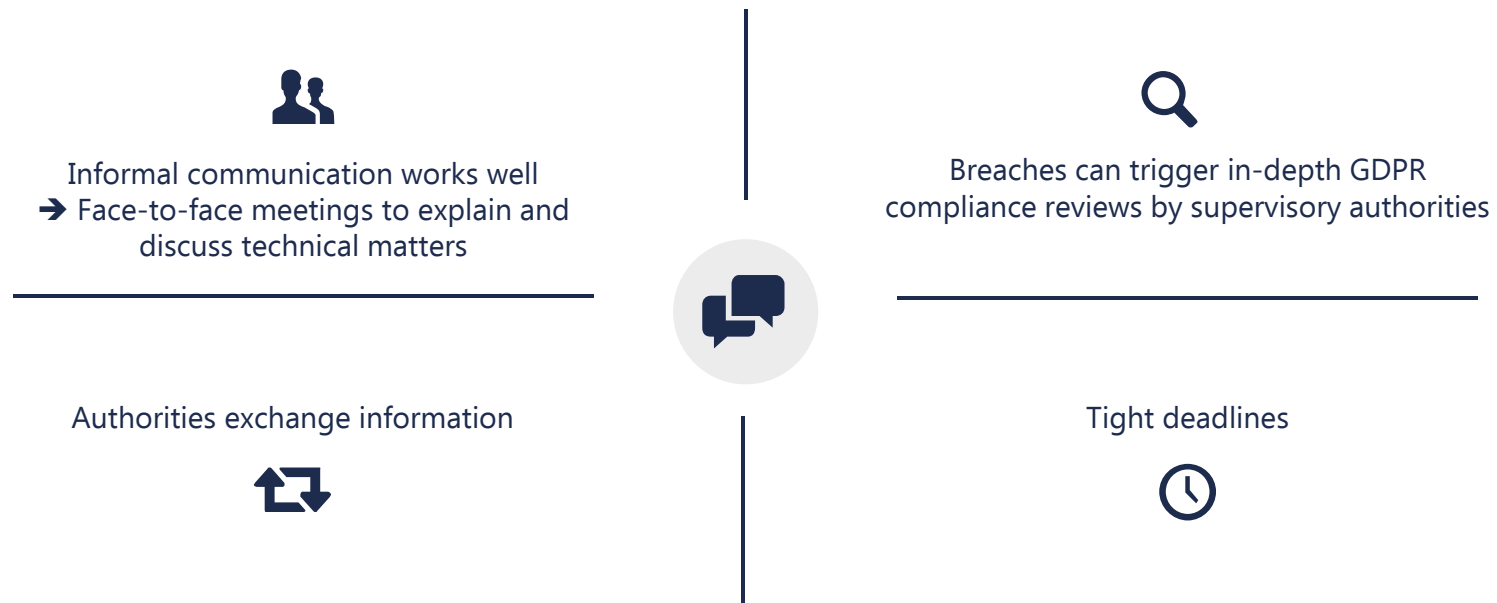 Informal communication works well
➔ Face-to-face meetings to explain and
discuss technical matters
Breaches can trigger in-depth GDPR
compliance reviews by supervisory authorities
Authorities exchange information
Tight deadlines